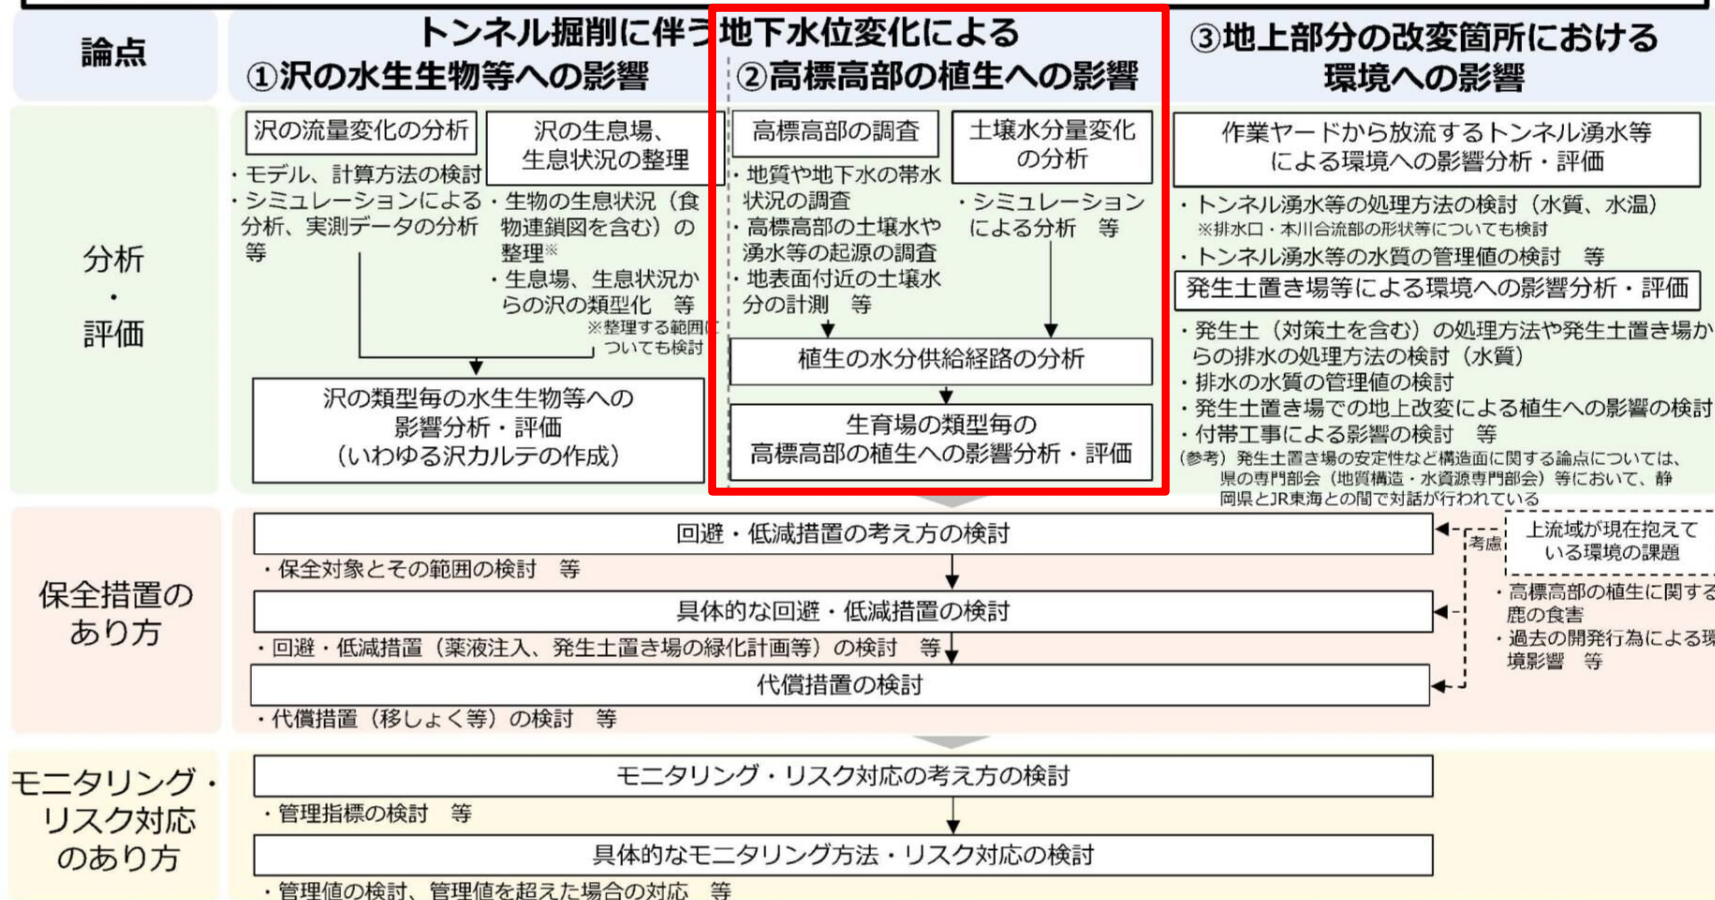 論点
トンネル掘削に伴う地下水位変化による
①沢の水生生物等への影響
②高標高部の植生への影響
③地上部分の改変箇所における
環境への影響
分析
・
評価
沢の流量変化の分析
・モデル、計算方法の検討
・シミュレーションによる
分析、実測データの分析
等
沢の生息場、
生息状況の整理
・生物の生息状況（食
物連鎖図を含む）の
整理※
・生息場、生息状況か
らの沢の類型化　等
※整理する範囲に
ついても検討
沢の類型毎の水生生物等への
影響分析・評価
（いわゆる沢カルテの作成）
高標高部の調査
・地質や地下水の帯水
状況の調査
・高標高部の土壌水や
湧水等の起源の調査
・地表面付近の土壌水
分の計測　等
土壌水分量変化
の分析
・シミュレーション
による分析　等
植生の水分供給経路の分析
生育場の類型毎の
高標高部の植生への影響分析・評価
作業ヤードから放流するトンネル湧水等
による環境への影響分析・評価
・トンネル湧水等の処理方法の検討（水質、水温）
※排水口・本川合流部の形状等についても検討
・トンネル湧水等の水質の管理値の検討　等
発生土置き場等による環境への影響分析・評価
・発生土（対策土を含む）の処理方法や発生土置き場か
らの排水の処理方法の検討（水質）
・排水の水質の管理値の検討
・発生土置き場での地上改変による植生への影響の検討
・付帯工事による影響の検討　等
（参考）発生土置き場の安定性など構造面に関する論点については、
県の専門部会（地質構造・水資源専門部会）等において、静
岡県とJR東海との間で対話が行われている
保全措置の
あり方
回避・低減措置の考え方の検討
・保全対象とその範囲の検討　等
具体的な回避・低減措置の検討
・回避・低減措置（薬液注入、発生土置き場の緑化計画等）の検討　等
代償措置の検討
・代償措置（移しょく等）の検討　等
考慮
上流域が現在抱えて
いる環境の課題
・高標高部の植生に関する
鹿の食害
・過去の開発行為による環
境影響　等
モニタリング・
リスク対応
のあり方
モニタリング・リスク対応の考え方の検討
・管理指標の検討　等
具体的なモニタリング方法・リスク対応の検討
・管理値の検討、管理値を超えた場合の対応　等